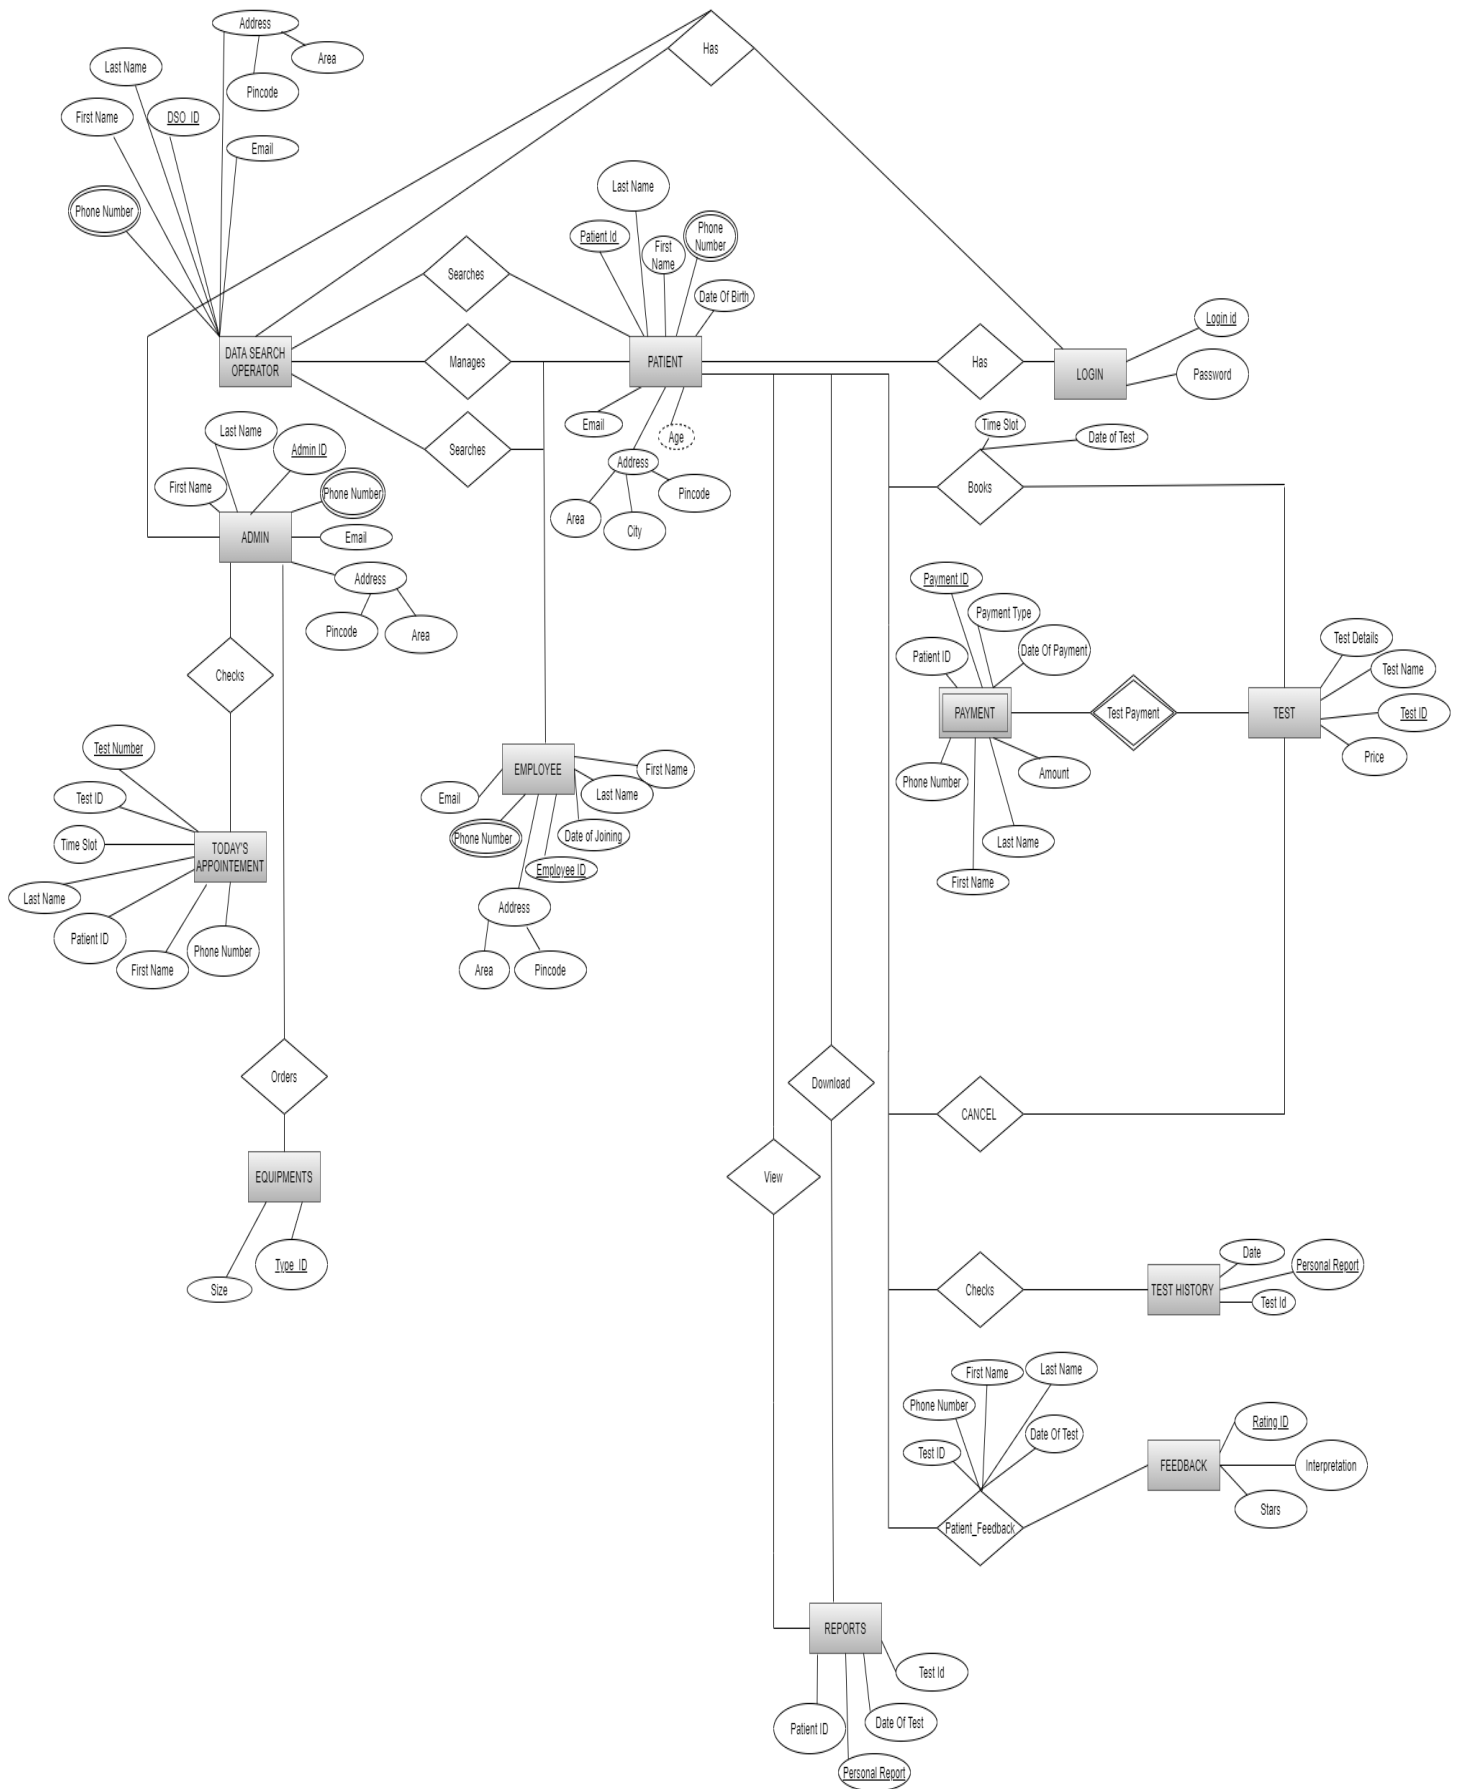 Address
Has
Last Name
Area
Pincode
First Name
DSO_ID
Email
Phone Number
Last Name
Patient Id
First
Name
Phone
Number
Searches
Date Of Birth
Login id
DATA SEARCH
OPERATOR
Manages
PATIENT
Has
LOGIN
Password
Last Name
Admin ID
Searches
Email
Age
Time Slot
Date of Test
First Name
Phone Number
Address
Books
Pincode
Area
City
ADMIN
Email
Address
Pincode
Area
Payment ID
Payment Type
Patient ID
Date Of Payment
Test Details
Test Name
Checks
PAYMENT
Test Payment
TEST
Test ID
Price
Test Number
Test ID
Time Slot
TODAY'S
APPOINTEMENT
Last Name
Patient ID
First Name
Phone Number
EMPLOYEE
First Name
Email
Last Name
Phone Number
Date of Joining
Employee ID
Address
Area
Pincode
Phone Number
Amount
Last Name
First Name
Orders
Download
CANCEL
EQUIPMENTS
View
Size
Type_ID
Checks
TEST HISTORY
Date
Personal Report
Test Id
First Name
Last Name
Phone Number
Date Of Test
Test ID
Patient_Feedback
FEEDBACK
Rating ID
Interpretation
Stars
REPORTS
Test Id
Patient ID
Date Of Test
Personal Report